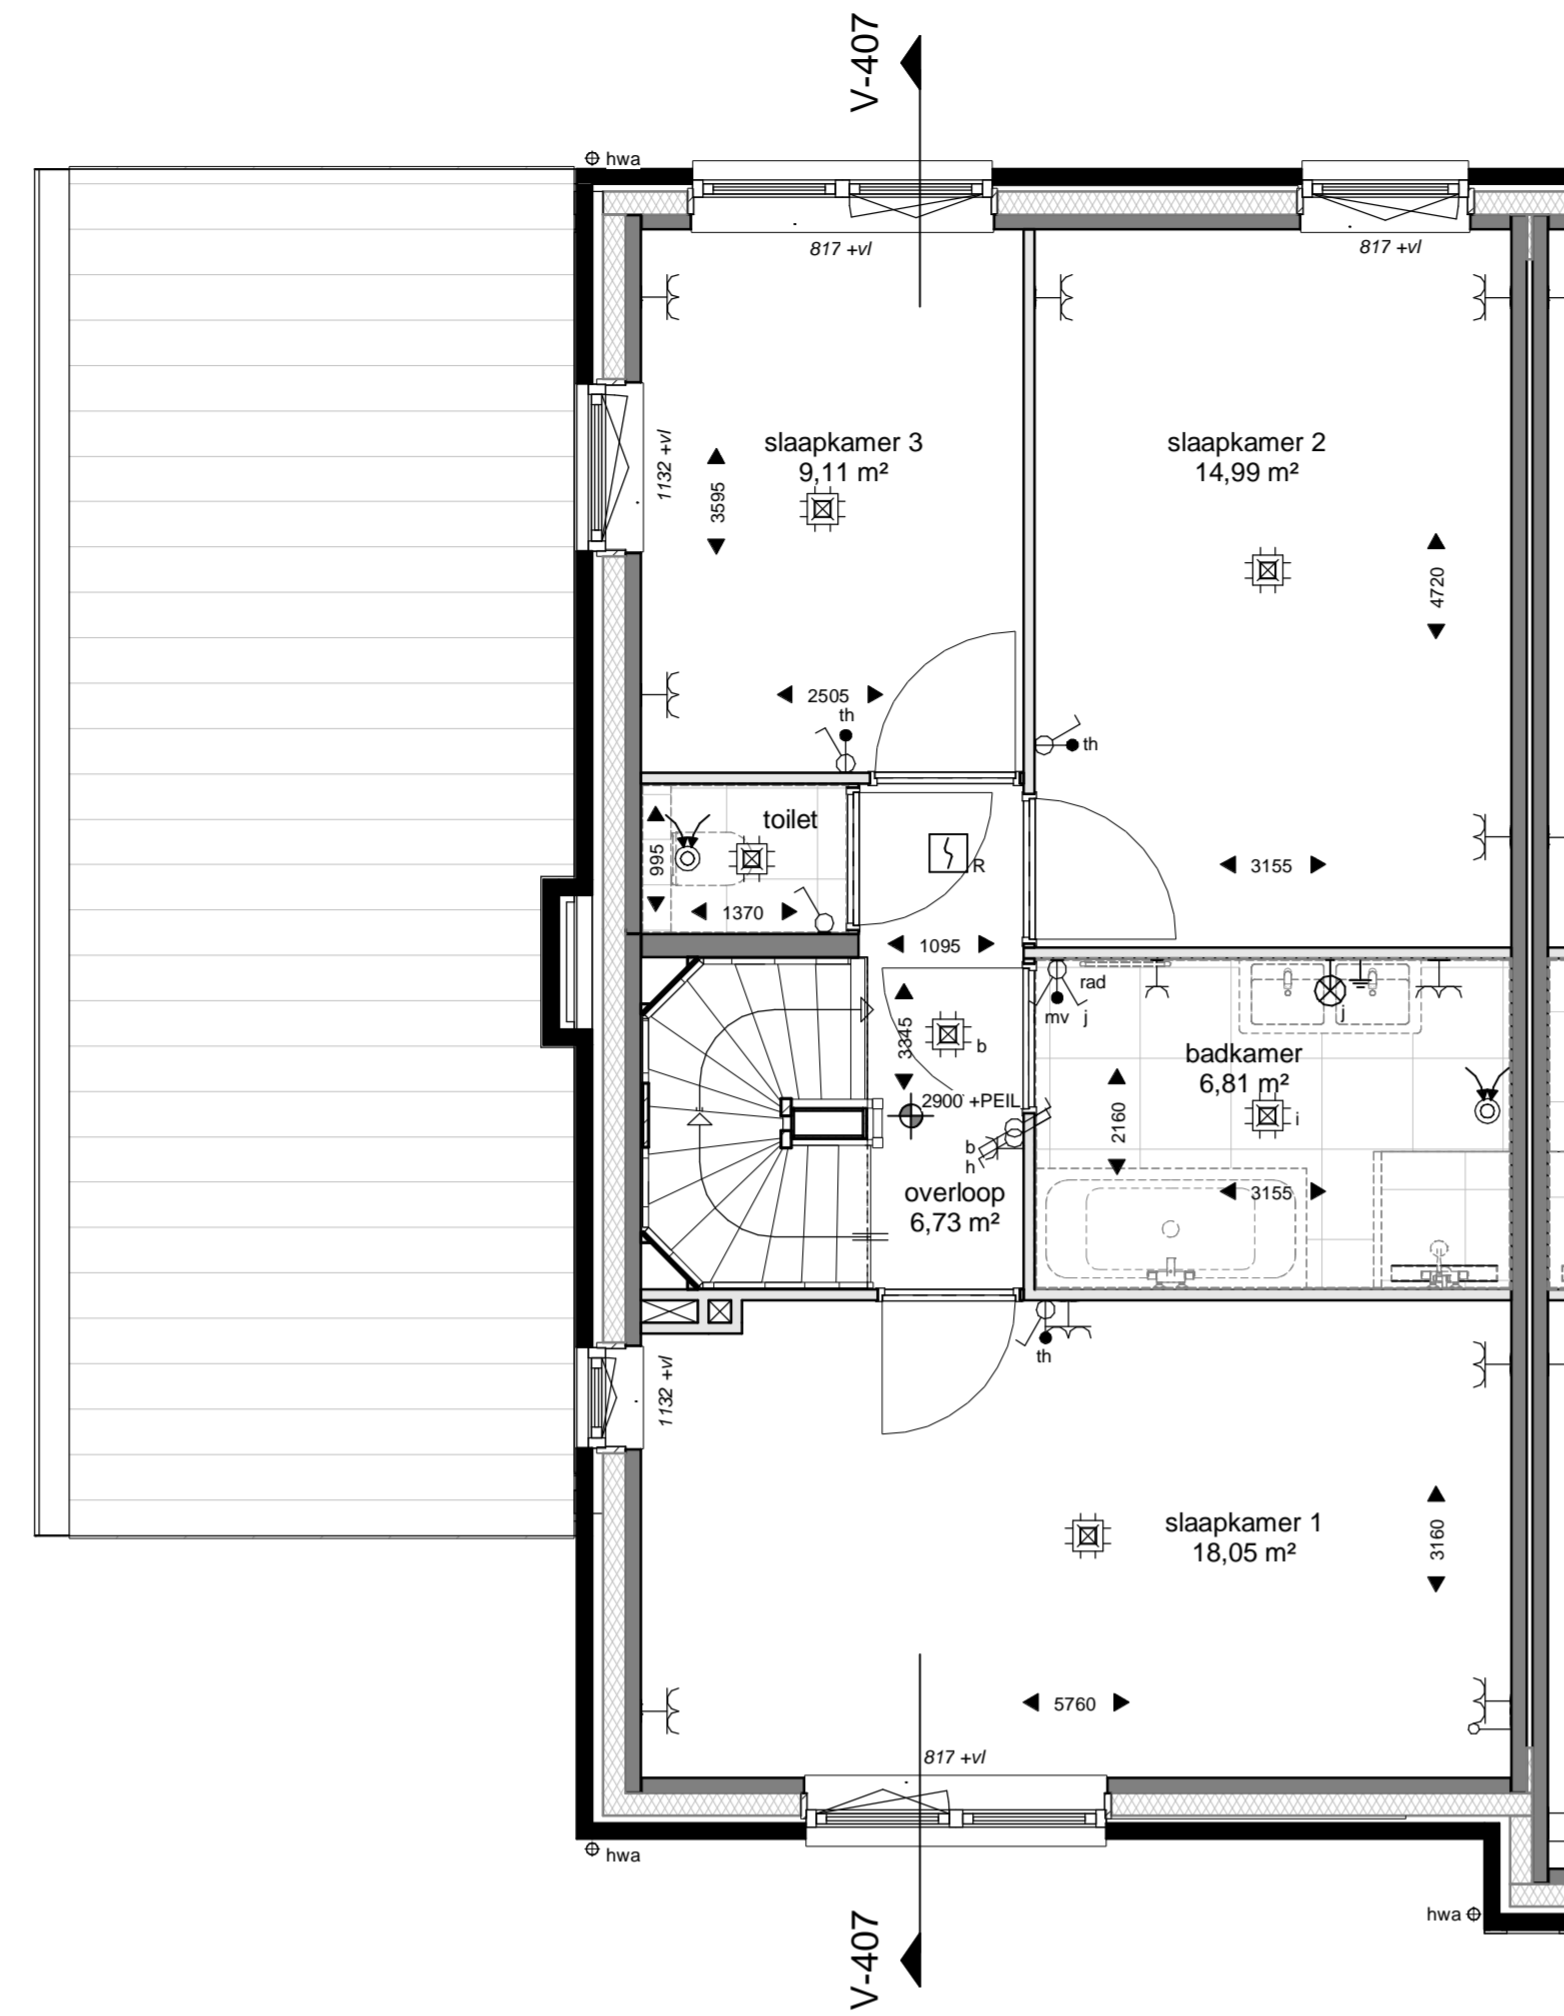 V-407
hwa
817 +vl
817 +vl
1132 +vl
slaapkamer 3
9,11 m²
3595
slaapkamer 2
14,99 m²
4720
2505
th
th
toilet
995
1370
R
3155
1095
rad
mv
j
j
3345
b
badkamer
6,81 m²
i
2900 +PEIL
2160
b
h
overloop
6,73 m²
3155
th
1132 +vl
slaapkamer 1
18,05 m²
3160
5760
817 +vl
hwa
hwa
V-407